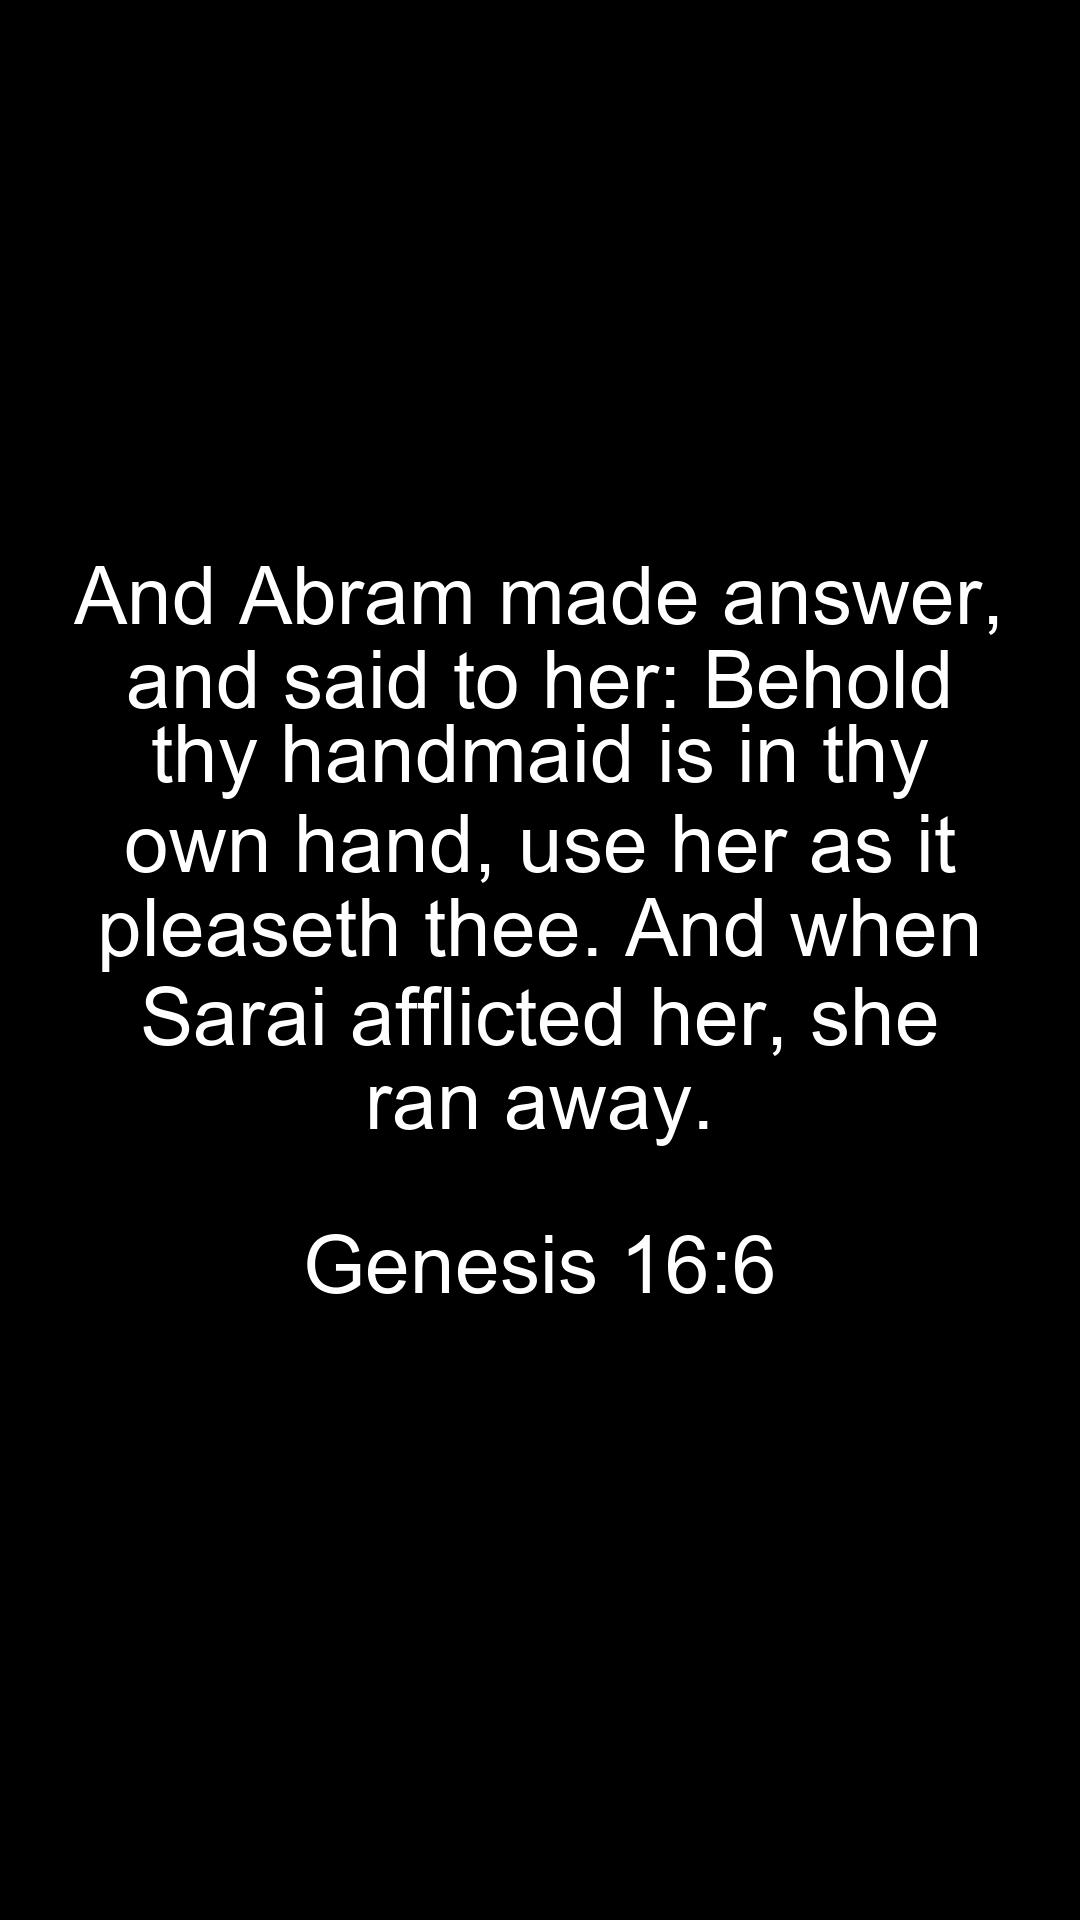 And Abram made answer,
and said to her: Behold
thy handmaid is in thy
own hand, use her as it
pleaseth thee. And when
Sarai afflicted her, she
ran away.
Genesis 16:6